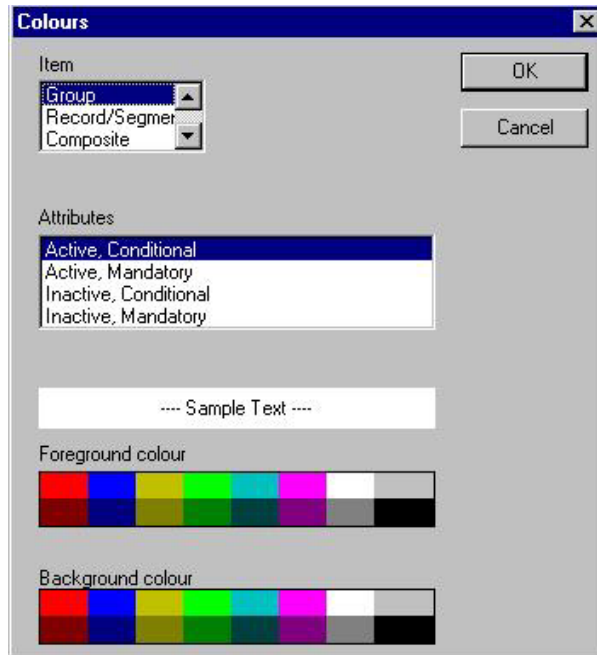 Colours
Item
OK
Group
Record/Segmer
Composite
Cancel
Attributes
Active, Conditional
Active, Mandatory
Inactive, Conditional
Inactive, Mandatory
---- Sample Text ----
Foreground colour
Background colour